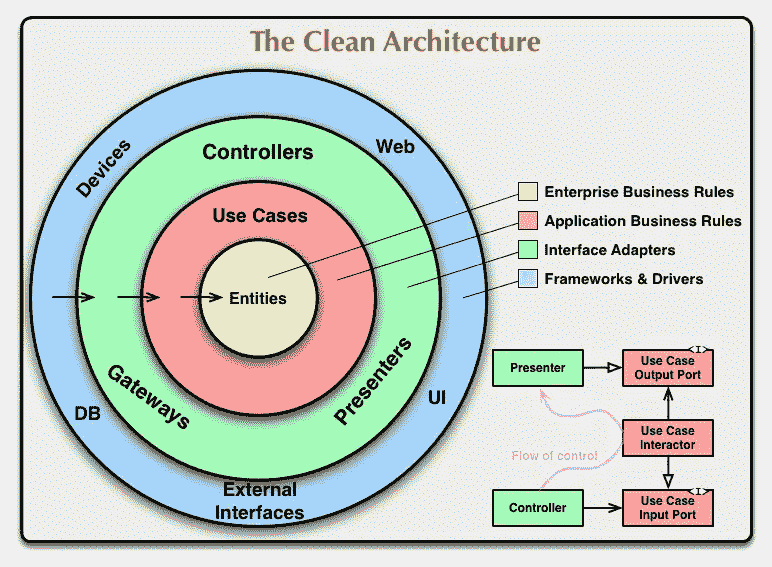 The Clean Architecture
Devices
Web
Controllers
Use Cases
Entities
Gateways
Presenters
DB
UI
External
Interfaces
Enterprise Business Rules
Application Business Rules
Interface Adapters
Frameworks & Drivers
Presenter
<I>
Use Case
Output Port
Use Case
Interactor
Flow of control
Controller
<I>
Use Case
Input Port